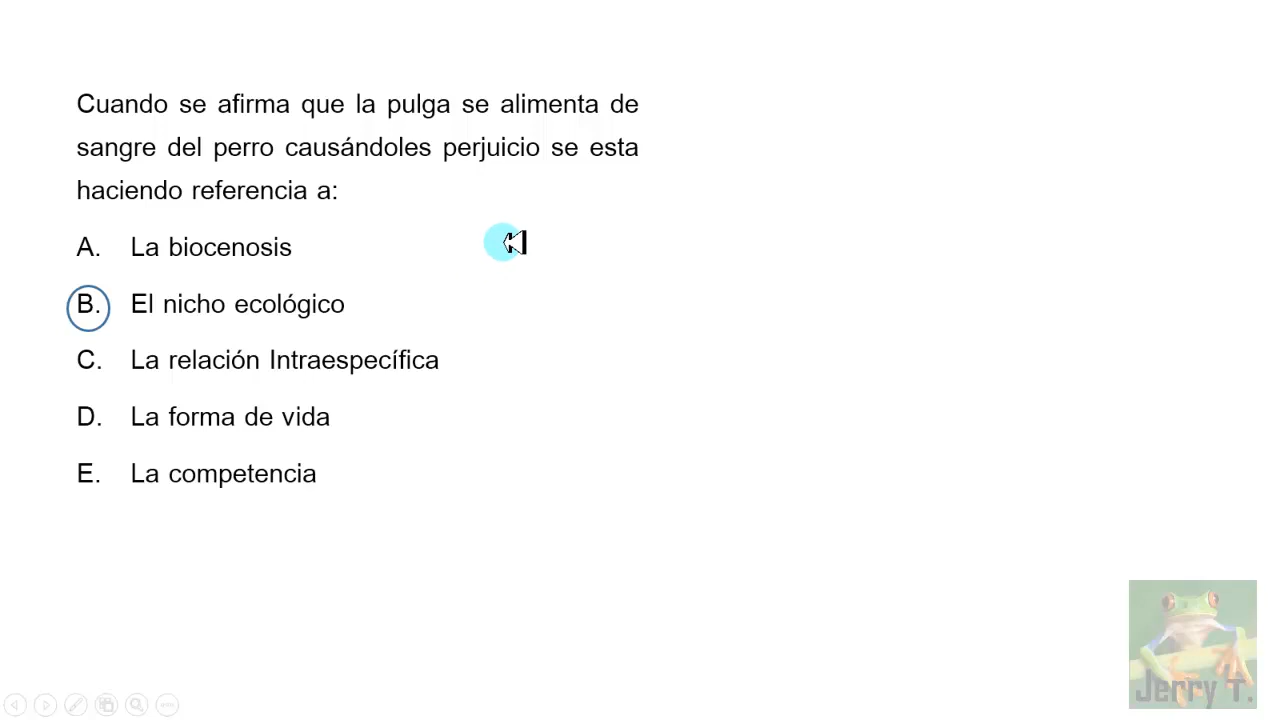 Cuando se afirma que la pulga se alimenta de
sangre del perro causándoles perjuicio se esta
haciendo referencia a:
A. La biocenosis
B. El nicho ecológico
C. La relación Intraespecífica
D. La forma de vida
E. La competencia
Jerry T.